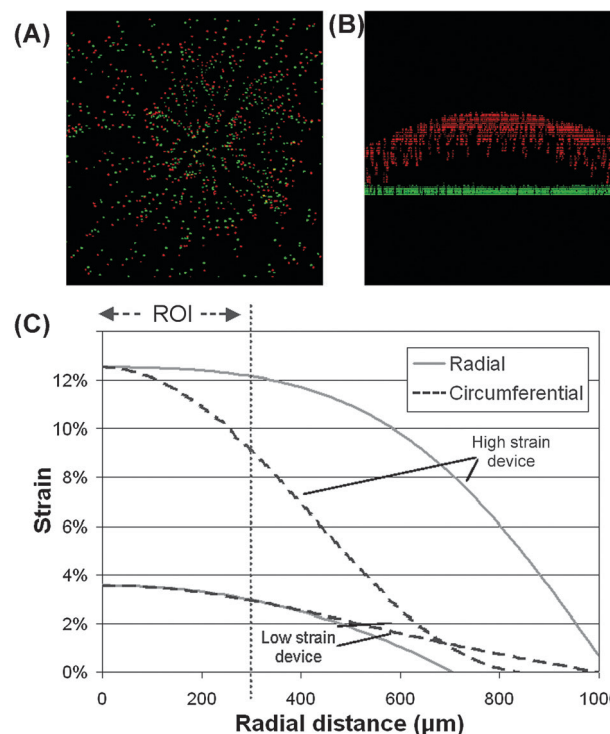 (A)
(B)
(C)
ROI
12%
10%
8%
6%
4%
2%
0%
Strain
Radial
Circumferential
High strain
device
Low strain
device
0
200
400
600
800
1000
Radial distance (µm)